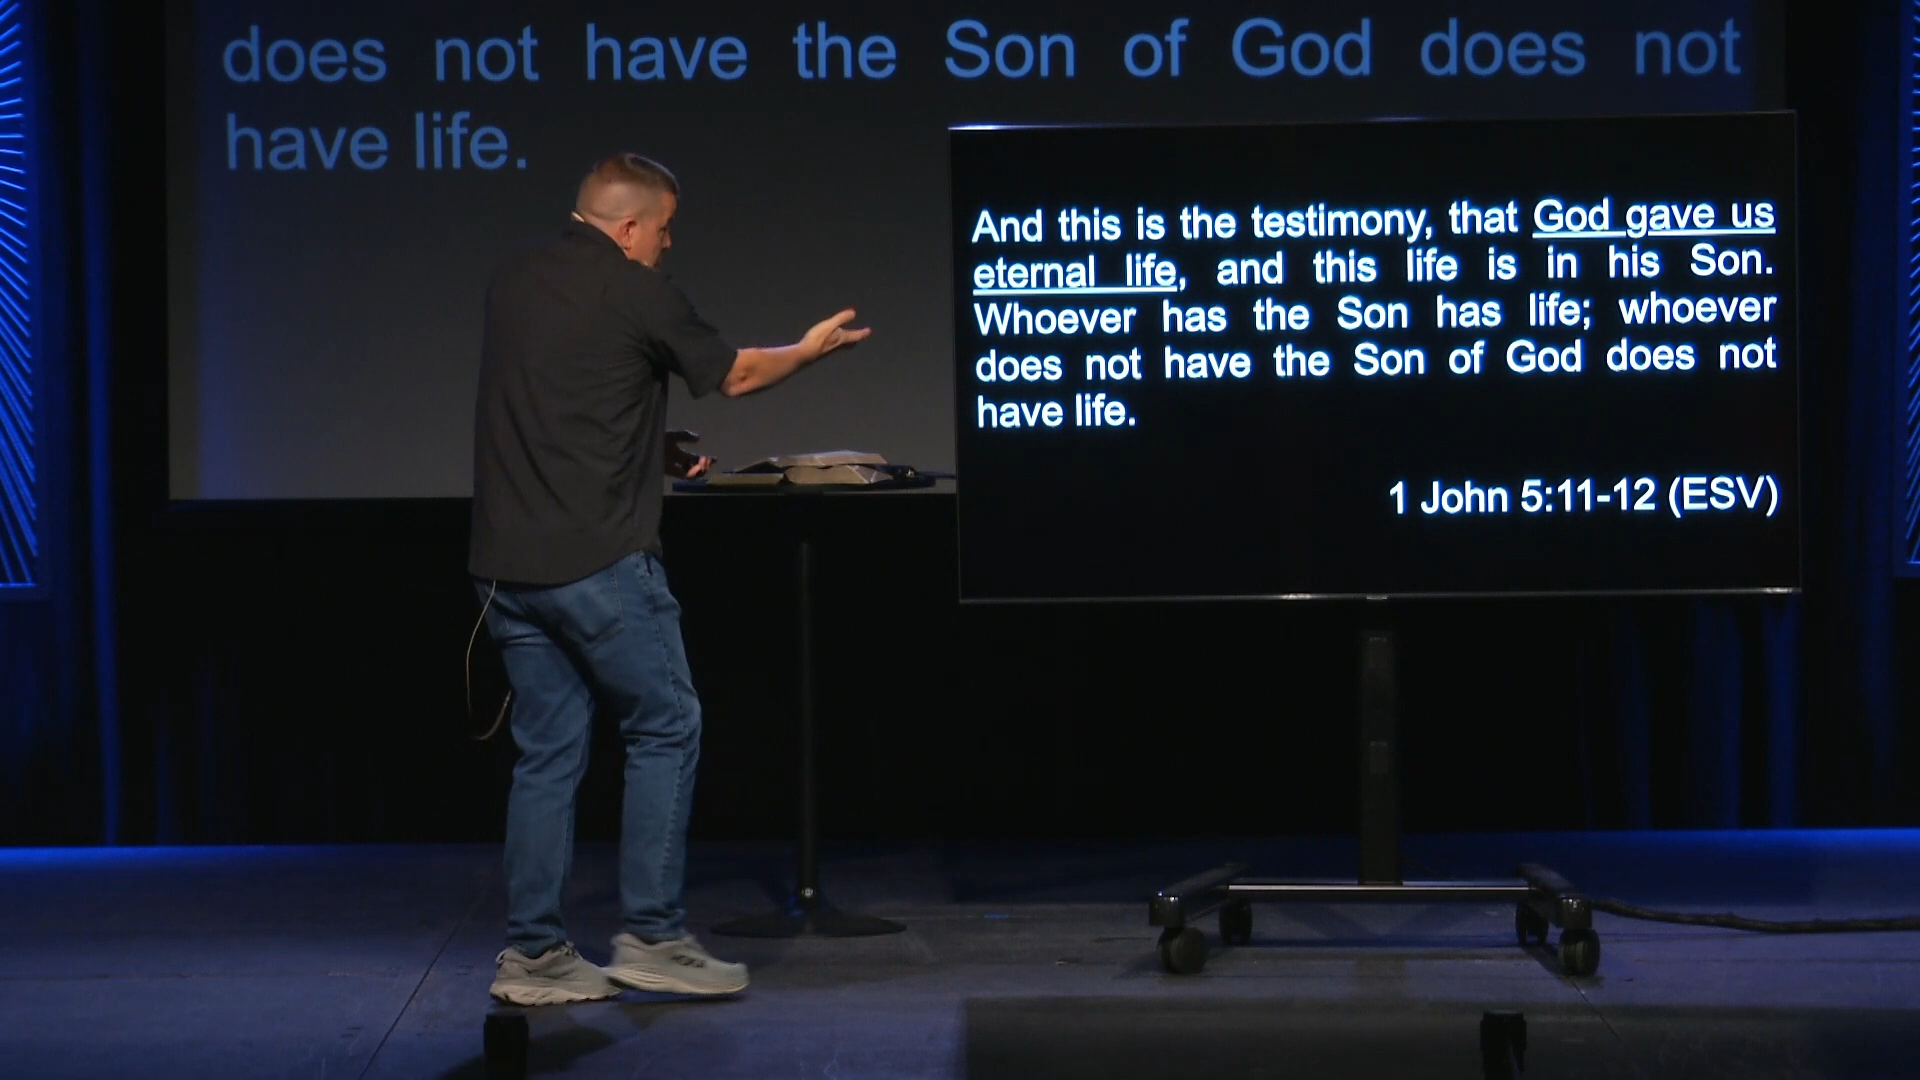 does not have the Son of God does not
have life.
And this is the testimony, that God gave us
eternal life, and this life is in his Son.
Whoever has the Son has life; whoever
does not have the Son of God does not
have life.
1 John 5:11-12 (ESV)